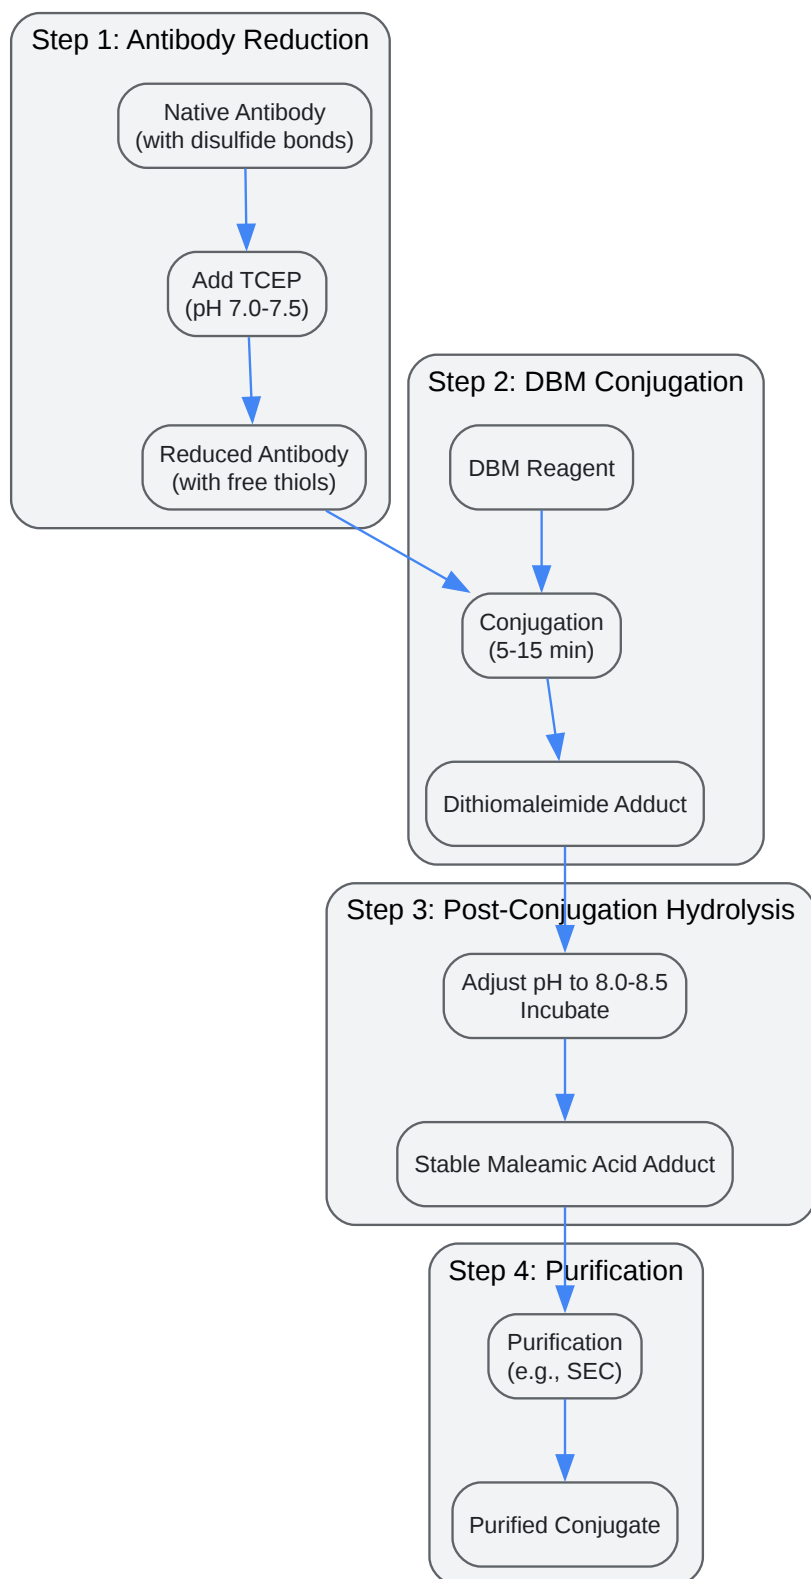 Step 1: Antibody Reduction
Native Antibody
(with disulfide bonds)
Add TCEP
(pH 7.0-7.5)
Reduced Antibody
(with free thiols)
Step 2: DBM Conjugation
DBM Reagent
Conjugation
(5-15 min)
Dithiomaleimide Adduct
Step 3: Post-Conjugation Hydrolysis
Adjust pH to 8.0-8.5
Incubate
Stable Maleamic Acid Adduct
Step 4: Purification
Purification
(e.g., SEC)
Purified Conjugate